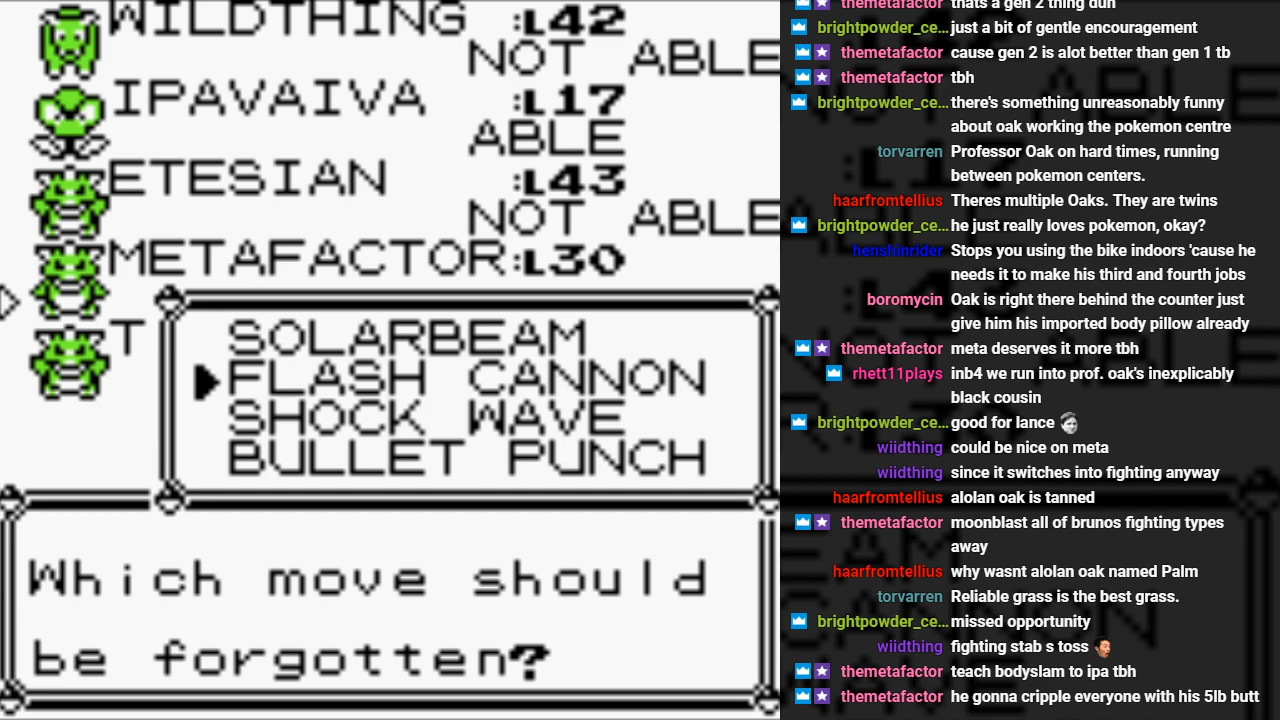 WILDTHING :L42
NOT ABLE
IPAVAIVA :L17
ABLE
ETESIAN :L43
NOT ABLE
METAFACTOR:L30
T
SOLARBEAM
FLASH CANNON
SHOCK WAVE
BULLET PUNCH
Which move should
be forgotten?
themetafactor thats a gen 2 thing duh
brightpowder_ce... just a bit of gentle encouragement
themetafactor cause gen 2 is alot better than gen 1 tb
themetafactor tbh
brightpowder_ce... there's something unreasonably funny
about oak working the pokemon centre
torvarren Professor Oak on hard times, running
between pokemon centers.
haarfromtellius Theres multiple Oaks. They are twins
brightpowder_ce... he just really loves pokemon, okay?
henshinrider Stops you using the bike indoors 'cause he
needs it to make his third and fourth jobs
boromycin Oak is right there behind the counter just
give him his imported body pillow already
themetafactor meta deserves it more tbh
rhett11plays inb4 we run into prof. oak's inexplicably
black cousin
brightpowder_ce... good for lance
wiidthing could be nice on meta
wiidthing since it switches into fighting anyway
haarfromtellius alolan oak is tanned
themetafactor moonblast all of brunos fighting types
away
haarfromtellius why wasnt alolan oak named Palm
torvarren Reliable grass is the best grass.
brightpowder_ce... missed opportunity
wiidthing fighting stab s toss
themetafactor teach bodyslam to ipa tbh
themetafactor he gonna cripple everyone with his 5lb butt